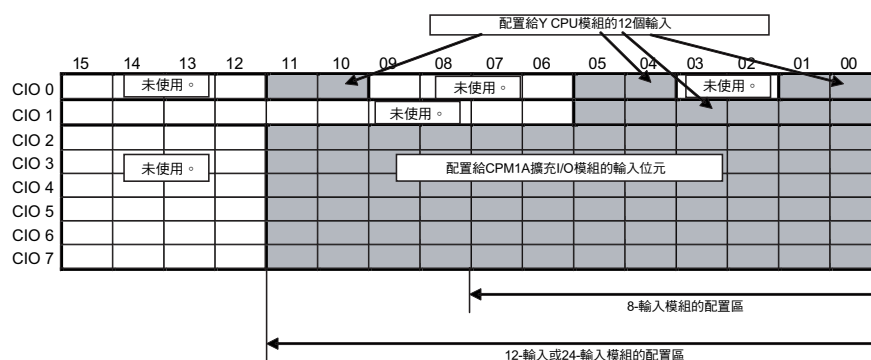 配置給Y CPU模組的12個輸入
15 14 13 12 11 10 09 08 07 06 05 04 03 02 01 00
CIO 0 未使用。 未使用。 未使用。
CIO 1 未使用。
CIO 2
CIO 3 未使用。 配置給CPM1A擴充I/O模組的輸入位元
CIO 4
CIO 5
CIO 6
CIO 7
8-輸入模組的配置區
12-輸入或24-輸入模組的配置區